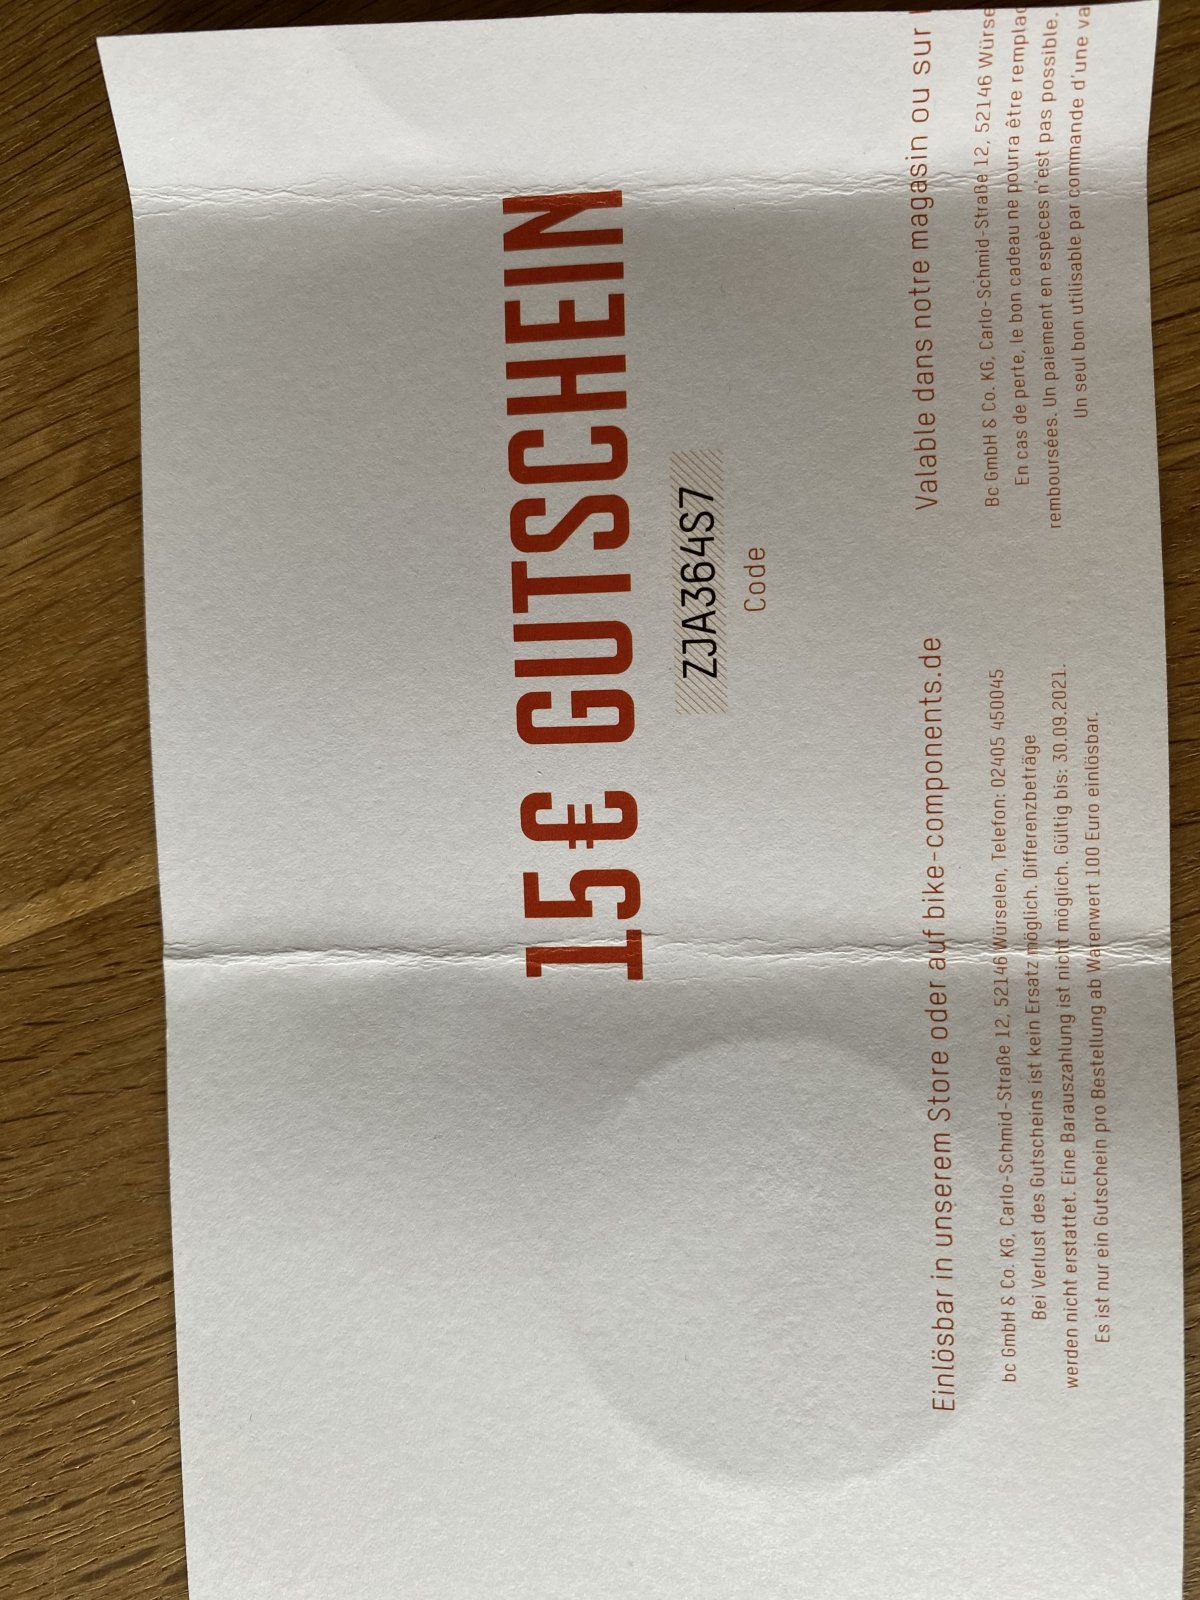 15€ GUTSCHEIN
ZJA364S7
Code
Einlösbar in unserem Store oder auf bike-components.de
bc GmbH & Co. KG, Carlo-Schmid-Straße 12, 52146 Würselen, Telefon: 02405 450045
Bei Verlust des Gutscheins ist kein Ersatz möglich. Differenzbeträge
werden nicht erstattet. Eine Barauszahlung ist nicht möglich. Gültig bis: 30.09.2021.
Es ist nur ein Gutschein pro Bestellung ab Warenwert 100 Euro einlösbar.
Valable dans notre magasin ou sur
Bc GmbH & Co. KG, Carlo-Schmid-Straße 12, 52146 Würse
En cas de perte, le bon cadeau ne pourra être remplac
remboursées. Un paiement en espèces n'est pas possible.
Un seul bon utilisable par commande d'une va